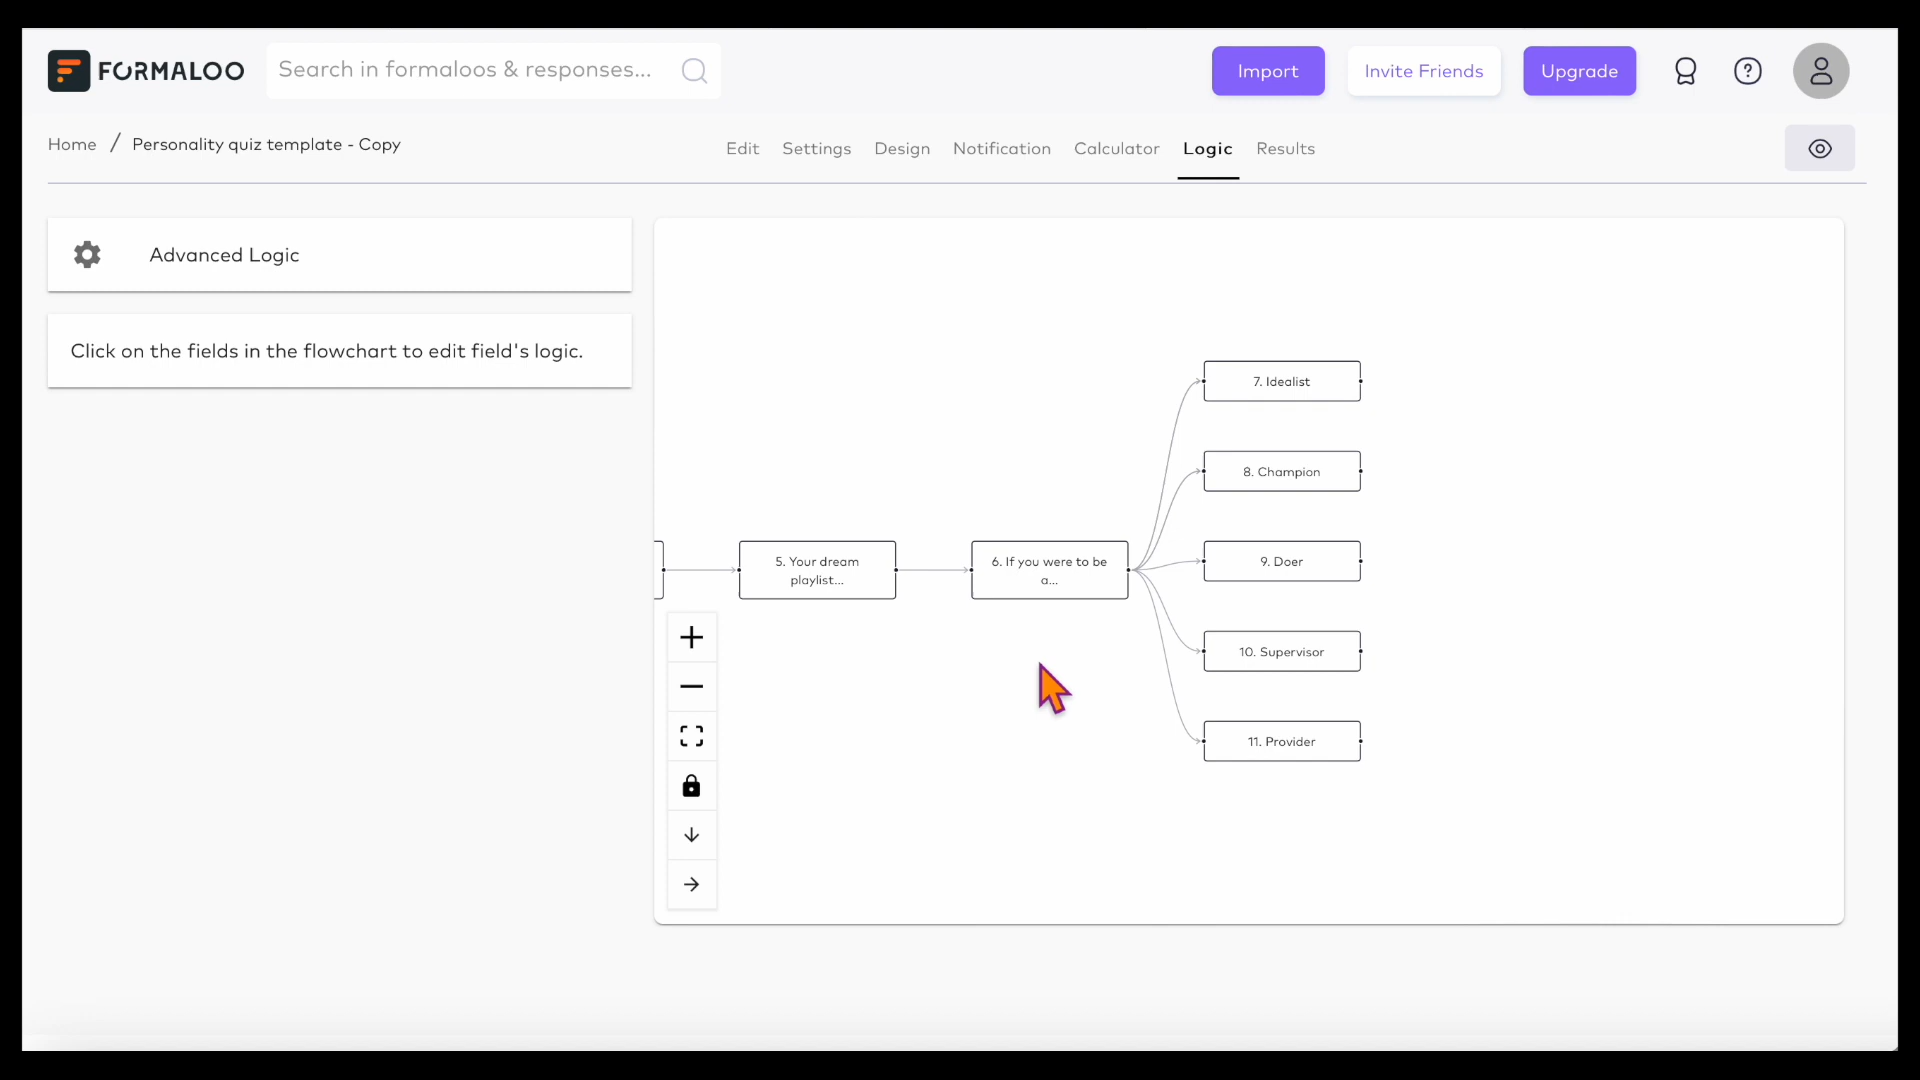 FORMALOO
Search in formaloos & responses...
Import
Invite Friends
Upgrade
Home / Personality quiz template - Copy
Edit
Settings
Design
Notification
Calculator
Logic
Results
Advanced Logic
Click on the fields in the flowchart to edit field's logic.
5. Your dream
playlist...
6. If you were to be
a...
7. Idealist
8. Champion
9. Doer
10. Supervisor
11. Provider